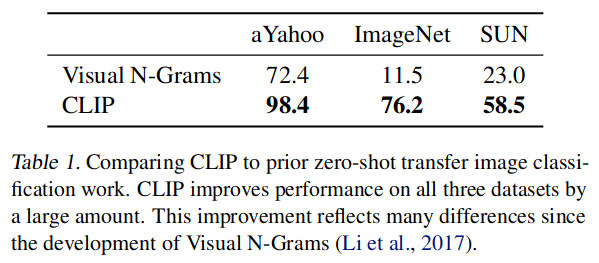 aYahoo ImageNet SUN
Visual N-Grams 72.4 11.5 23.0
CLIP 98.4 76.2 58.5
Table 1. Comparing CLIP to prior zero-shot transfer image classi-
fication work. CLIP improves performance on all three datasets by
a large amount. This improvement reflects many differences since
the development of Visual N-Grams (Li et al., 2017).